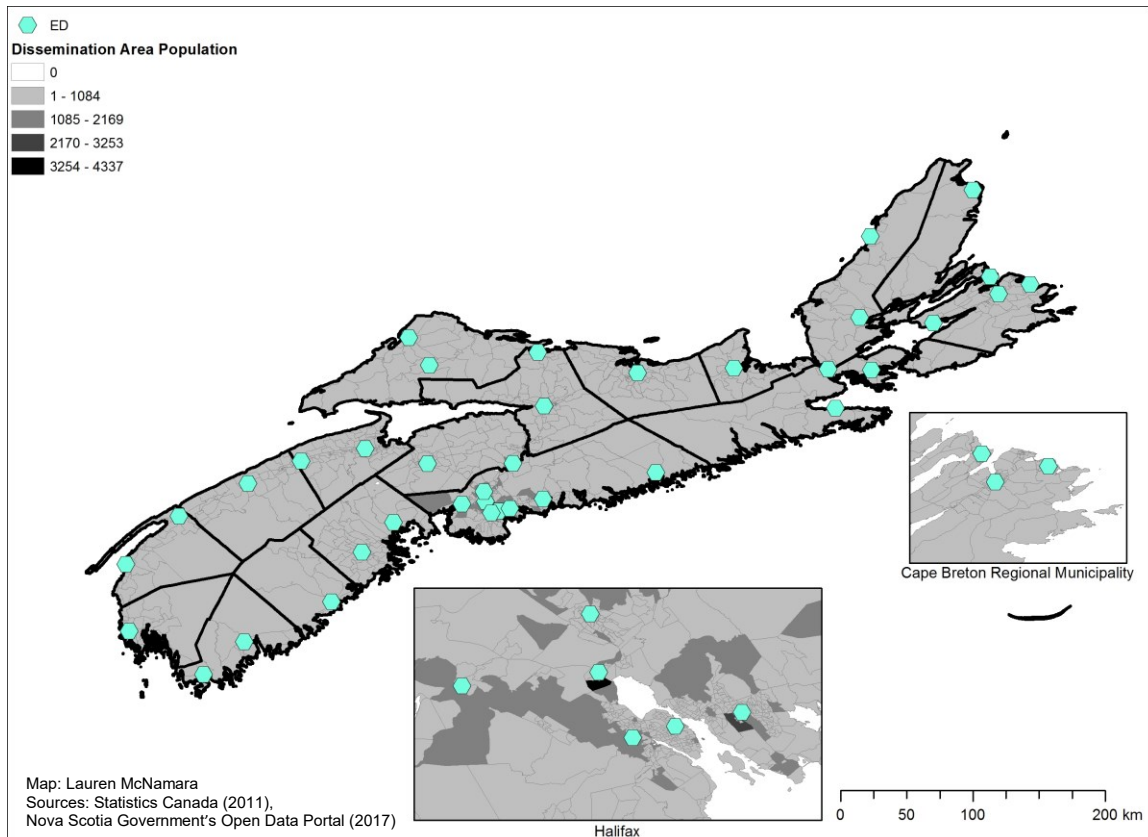 ED
Dissemination Area Population
0
1 - 1084
1085 - 2169
2170 - 3253
3254 - 4337
Cape Breton Regional Municipality
Map: Lauren McNamara
Sources: Statistics Canada (2011),
Nova Scotia Government's Open Data Portal (2017)
Halifax
0 50 100 200 km